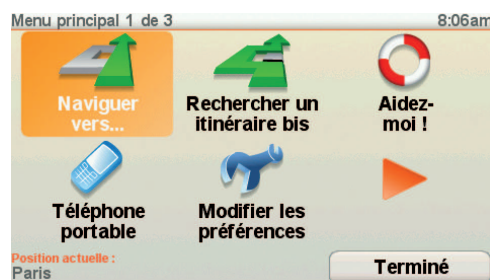 Menu principal 1 de 3
8:06am
Naviguer
vers...
Rechercher un
itinéraire bis
Aidez-
moi !
Téléphone
portable
Modifier les
préférences
Position actuelle :
Paris
Terminé